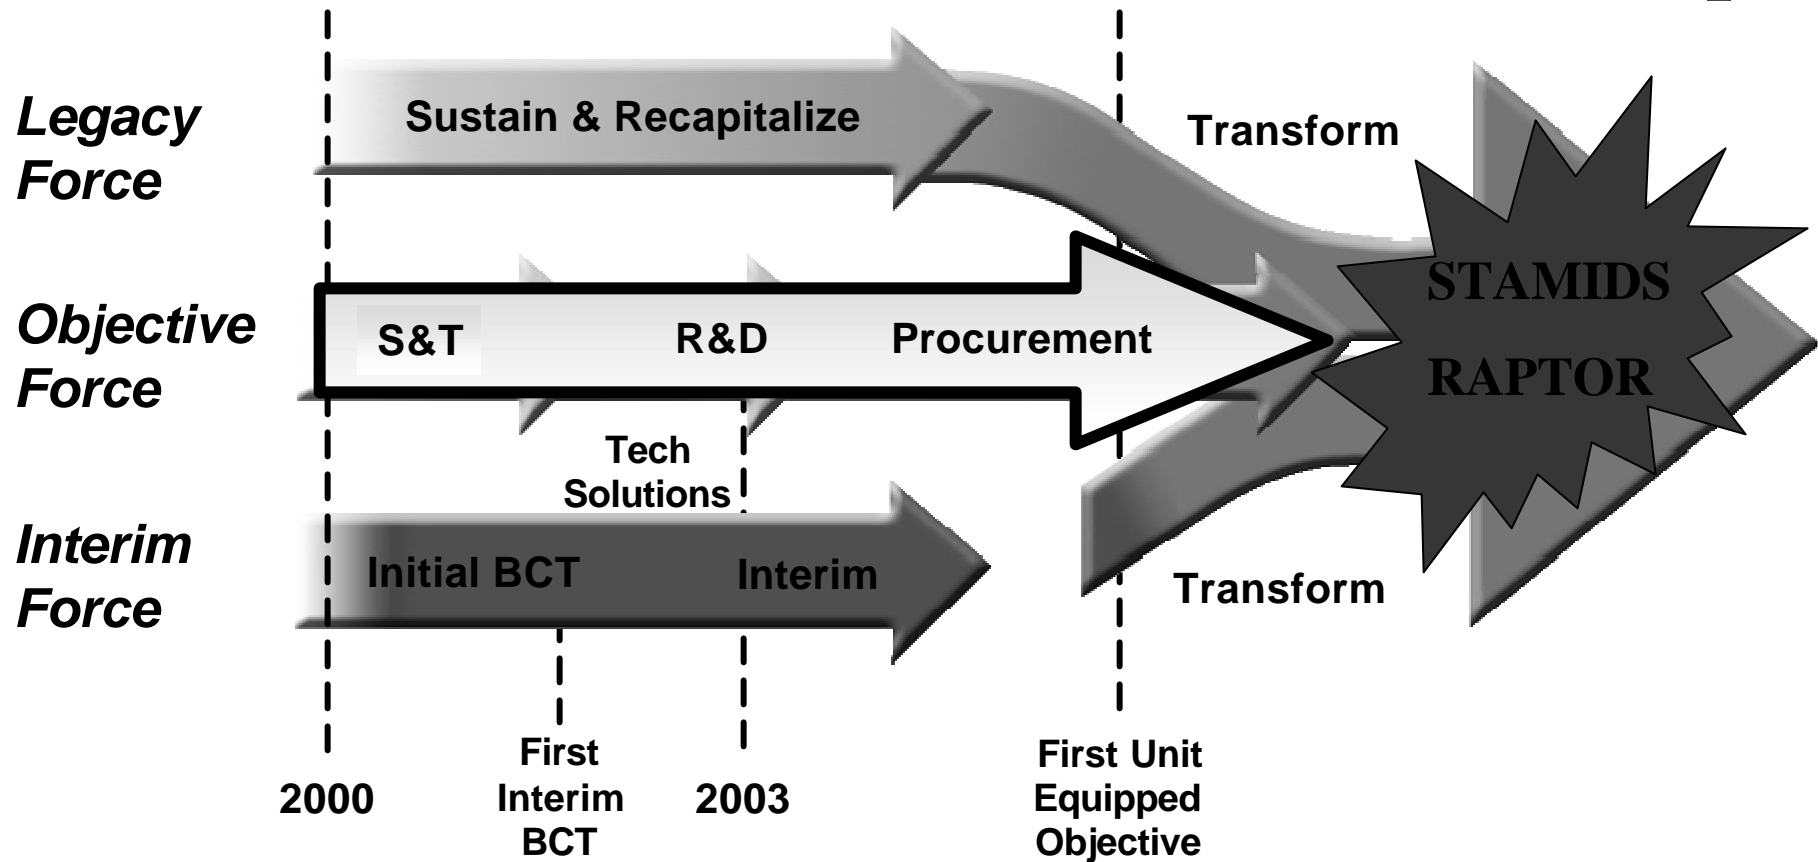 Legacy
Force
Sustain & Recapitalize
Transform
Objective
Force
S&T
R&D
Procurement
STAMIDS
RAPTOR
Tech
Solutions
Interim
Force
Initial BCT
Interim
Transform
2000
First
Interim
BCT
2003
First Unit
Equipped
Objective